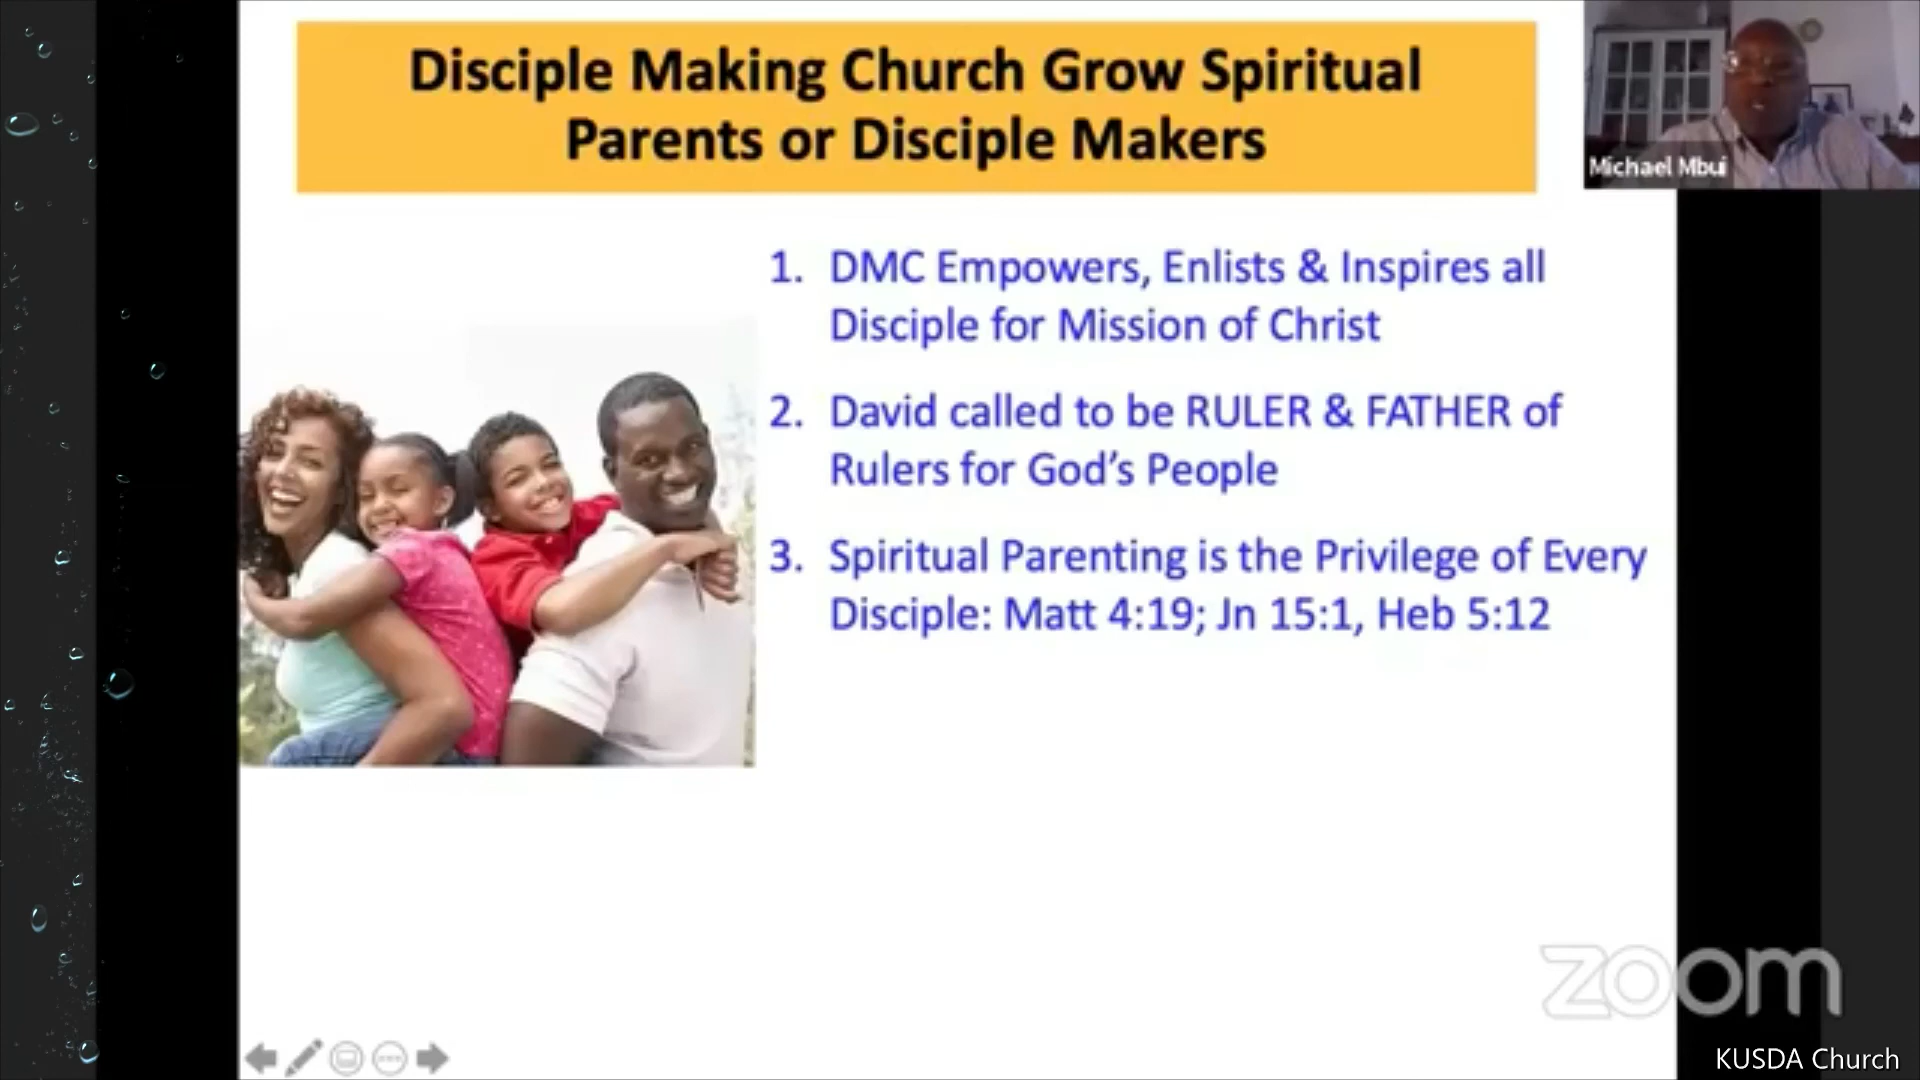 Disciple Making Church Grow Spiritual
Parents or Disciple Makers
Michael Mbui
1. DMC Empowers, Enlists & Inspires all
Disciple for Mission of Christ
2. David called to be RULER & FATHER of
Rulers for God's People
3. Spiritual Parenting is the Privilege of Every
Disciple: Matt 4:19; Jn 15:1, Heb 5:12
zoom
KUSDA Church